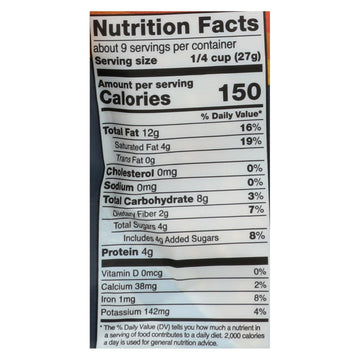 Nutrition Facts
about 9 servings per container
Serving size 1/4 cup (27g)
Amount per serving
Calories 150
% Daily Value*
Total Fat 12g 16%
Saturated Fat 4g 19%
Trans Fat 0g
Cholesterol 0mg 0%
Sodium 0mg 0%
Total Carbohydrate 8g 3%
Dietary Fiber 2g 7%
Total Sugars 4g
Includes 4g Added Sugars 8%
Protein 4g
Vitamin D 0mcg 0%
Calcium 38mg 2%
Iron 1mg 8%
Potassium 142mg 4%
* The % Daily Value (DV) tells you how much a nutrient in
a serving of food contributes to a daily diet. 2,000 calories
a day is used for general nutrition advice.